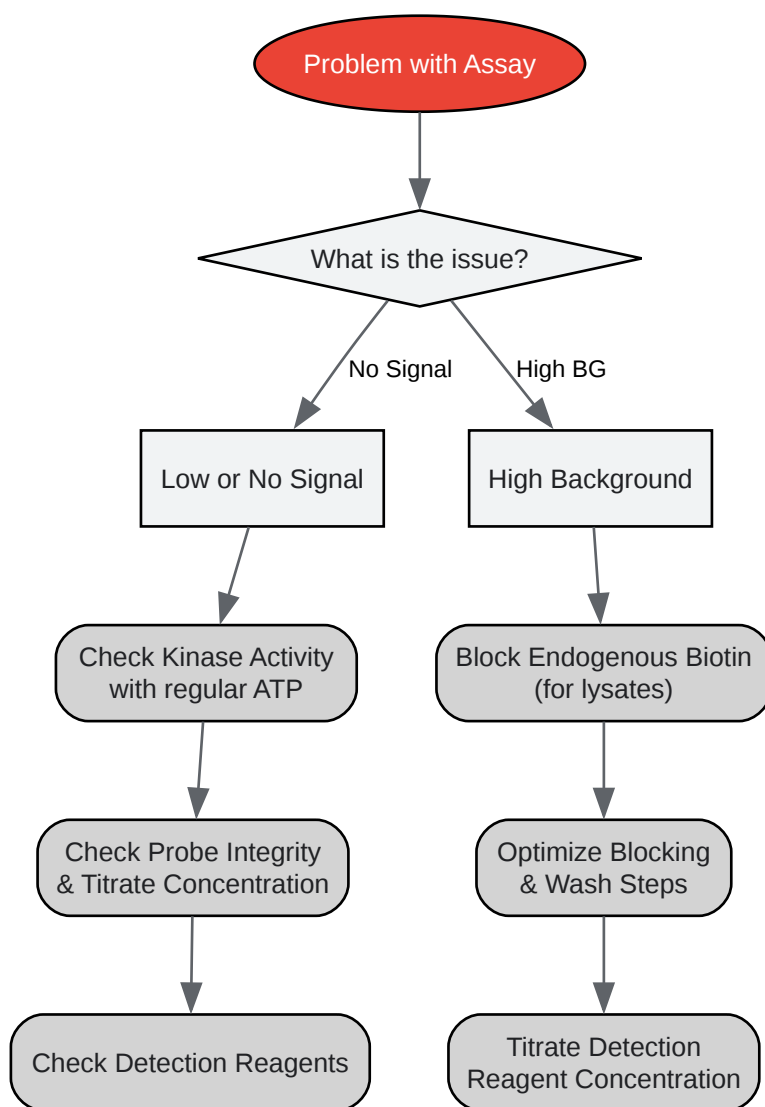 Problem with Assay
What is the issue?
No Signal
High BG
Low or No Signal
High Background
Check Kinase Activity
with regular ATP
Block Endogenous Biotin
(for lysates)
Check Probe Integrity
& Titrate Concentration
Optimize Blocking
& Wash Steps
Check Detection Reagents
Titrate Detection
Reagent Concentration